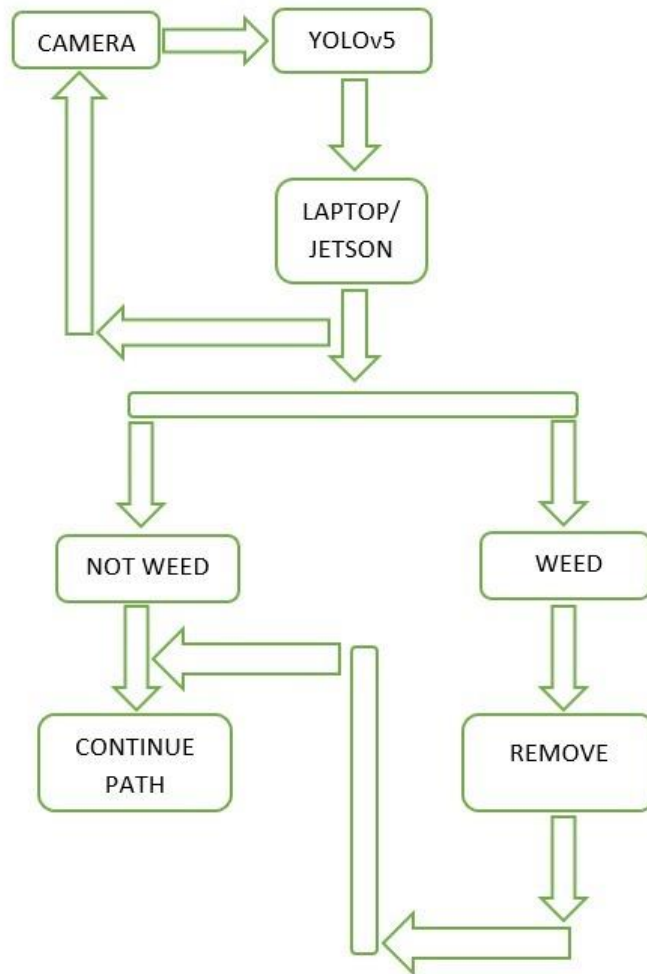 CAMERA
YOLOv5
LAPTOP/
JETSON
NOT WEED
WEED
CONTINUE
PATH
REMOVE